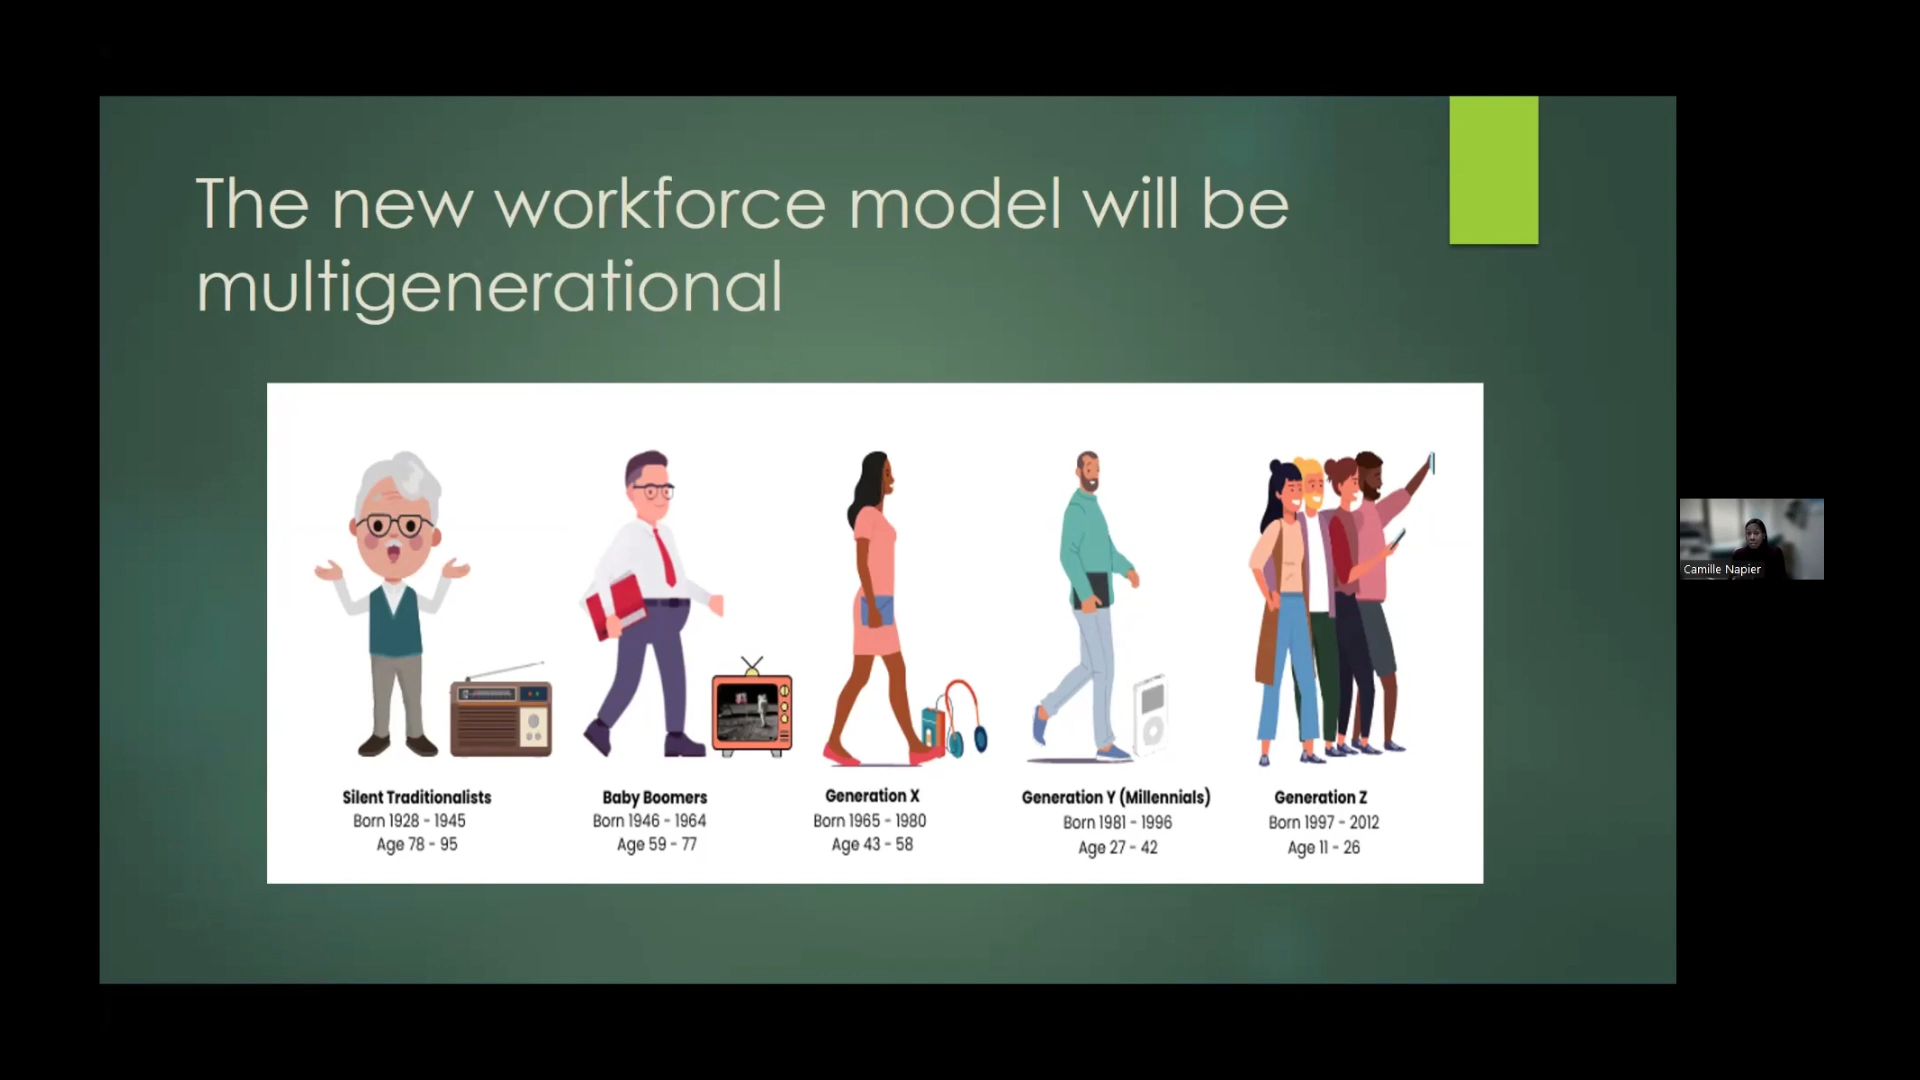 The new workforce model will be
multigenerational
Silent Traditionalists
Born 1928 - 1945
Age 78 - 95
Baby Boomers
Born 1946 - 1964
Age 59 - 77
Generation X
Born 1965 - 1980
Age 43 - 58
Generation Y (Millennials)
Born 1981 - 1996
Age 27 - 42
Generation Z
Born 1997 - 2012
Age 11 - 26
Camille Napier